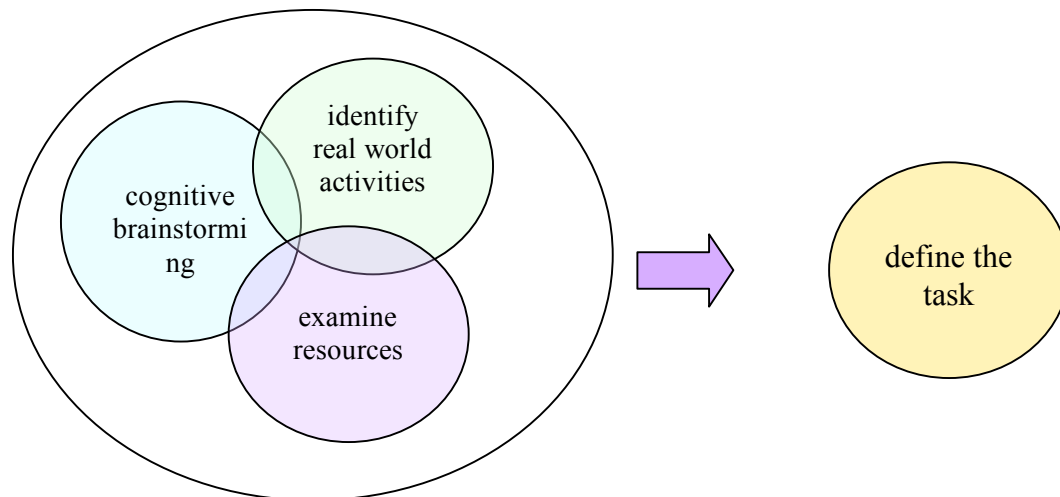 identify
real world
activities
cognitive
brainstormi
ng
examine
resources
define the
task